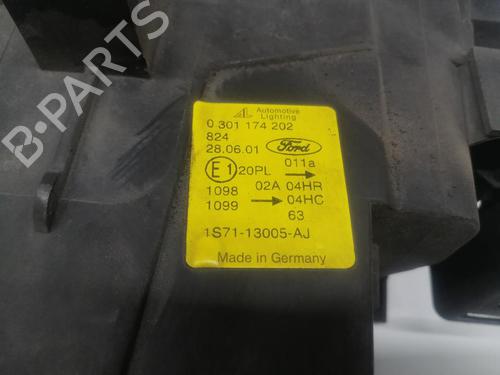 AL Automotive Lighting
0 301 174 202
824
28.06.01 Ford
E1 20PL 011a →
1098 02A 04HR
1099 → 04HC
63
1S71-13005-AJ
Made in Germany
B-PARTS